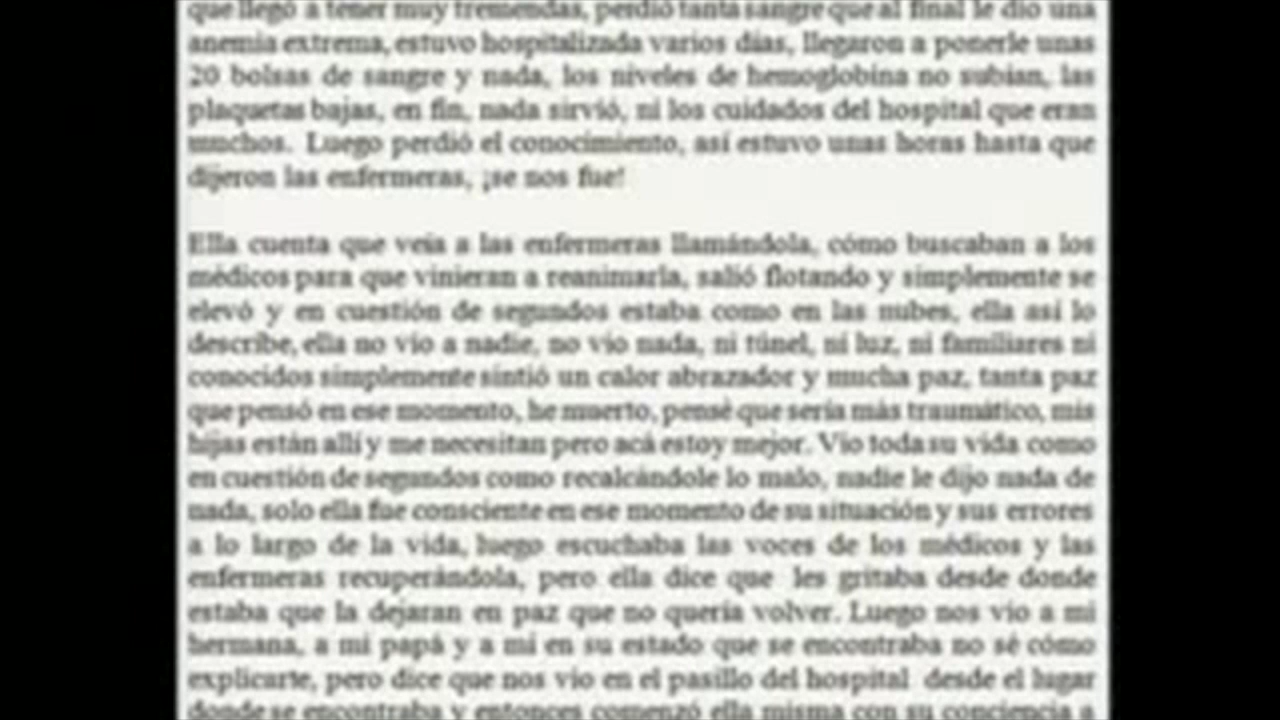 que llegó a tener muy tremendas, perdió tanta sangre que al final le dio una
anemia extrema, estuvo hospitalizada varios días, llegaron a ponerle unas
20 bolsas de sangre y nada, los niveles de hemoglobina no subían, las
plaquetas bajas, en fin, nada sirvió, ni los cuidados del hospital que eran
muchos. Luego perdió el conocimiento, así estuvo unas horas hasta que
dijeron las enfermeras, ¡se nos fue!
Ella cuenta que veía a las enfermeras llamándola, cómo buscaban a los
médicos para que vinieran a reanimarla, salió flotando y simplemente se
elevó y en cuestión de segundos estaba como en las nubes, ella así lo
describe, ella no vio a nadie, no vio nada, ni túnel, ni luz, ni familiares ni
conocidos simplemente sintió un calor abrazador y mucha paz, tanta paz
que pensó en ese momento, he muerto, pensé que sería más traumático, mis
hijas están allí y me necesitan pero acá estoy mejor. Vio toda su vida como
en cuestión de segundos como recalcándole lo malo, nadie le dijo nada de
nada, solo ella fue consciente en ese momento de su situación y sus errores
a lo largo de la vida, luego escuchaba las voces de los médicos y las
enfermeras recuperándola, pero ella dice que les gritaba desde donde
estaba que la dejaran en paz que no quería volver. Luego nos vio a mi
hermana, a mi papá y a mí en su estado que se encontraba no sé cómo
explicarte, pero dice que nos vio en el pasillo del hospital desde el lugar
donde se encontraba y entonces comenzó ella misma con su conciencia a